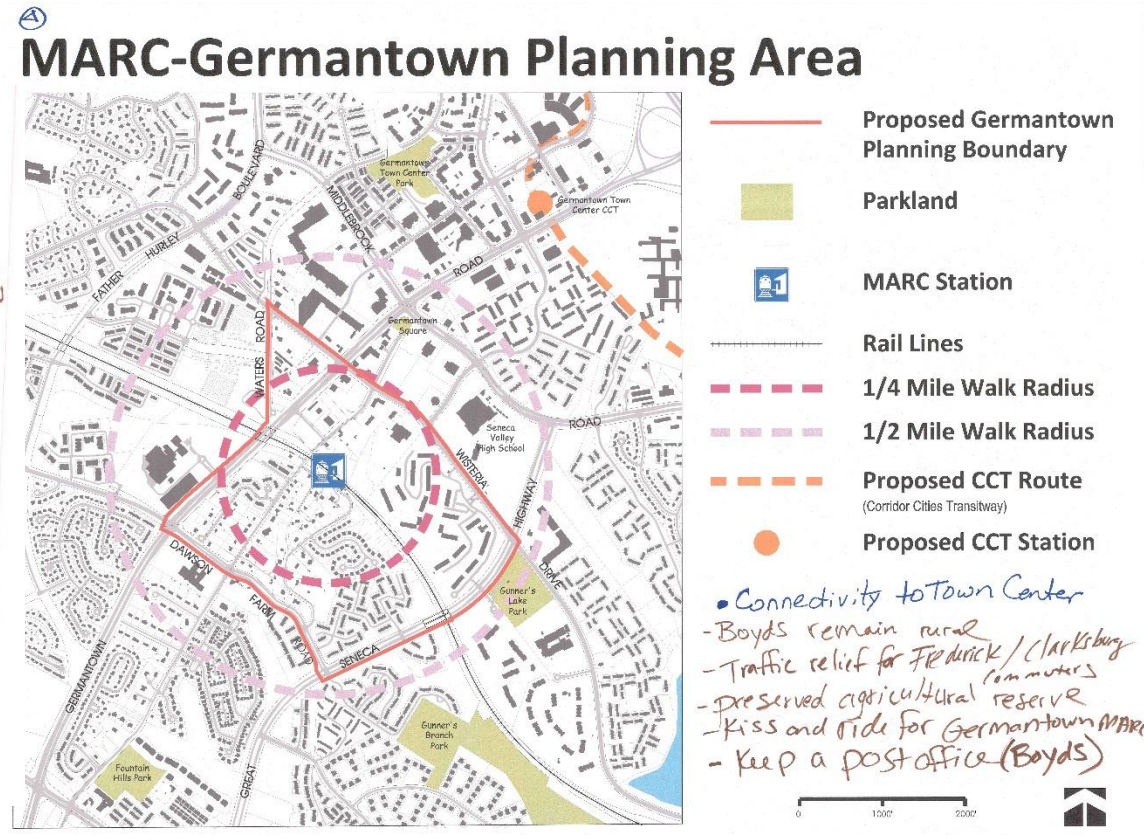 A
MARC-Germantown Planning Area
Proposed Germantown
Planning Boundary
Parkland
MARC Station
Rail Lines
1/4 Mile Walk Radius
1/2 Mile Walk Radius
Proposed CCT Route
(Corridor Cities Transitway)
Proposed CCT Station
• Connectivity to Town Center
- Boyds remain rural
- Traffic relief for Frederick / Clarksburg
commuters
- preserved agricultural reserve
- Kiss and ride for Germantown MARC
- Keep a post office (Boyds)
0 1000' 2000'
Germantown
Town Center
Park
BOULEVARD
MIDDLEBROOK
Germantown Town
Center CCT
FATHER HURLEY
ROAD
Germantown
Square
WATERS ROAD
ROAD
Seneca
Valley
High School
WISTERIA
HIGHWAY
DRIVE
DAWSON
FARM
ROAD
Gunner's
Lake
Park
SENECA
GERMANTOWN
Gunner's
Branch
Park
Fountain
Hills Park
GREAT